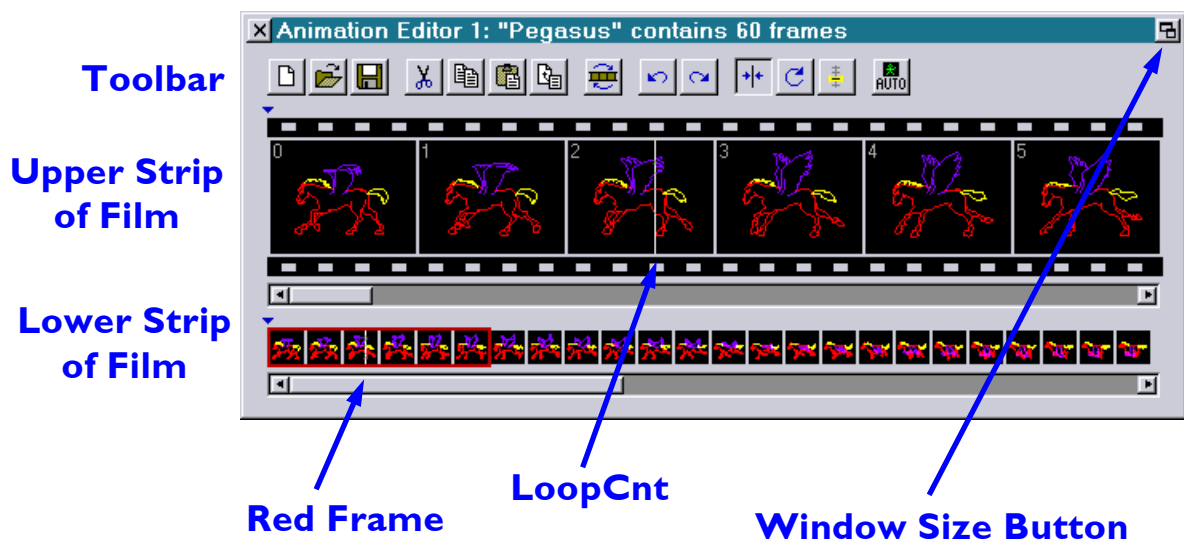 Animation Editor 1: "Pegasus" contains 60 frames
Toolbar
AUTO
Upper Strip
of Film
0 1 2 3 4 5
Lower Strip
of Film
LoopCnt
Red Frame
Window Size Button